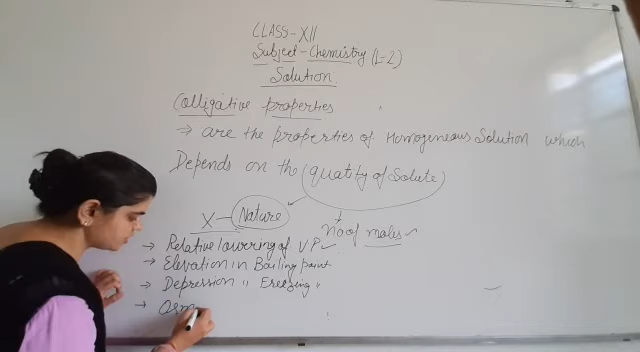 CLASS-XII
Subject-Chemistry (L-2)
Solution
Colligative properties
⇒ are the properties of Homogeneous Solution which
Depends on the quatity of Solute
X - Nature
No of moles ✓
→ Relative lowering of V.P ✓
→ Elevation in Boiling point
→ Depression " Freezing "
→ Osm